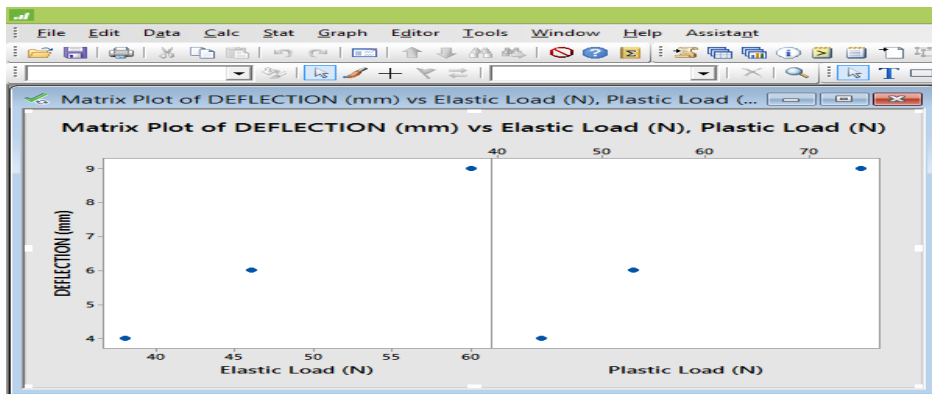 File Edit Data Calc Stat Graph Editor Tools Window Help Assistant
Matrix Plot of DEFLECTION (mm) vs Elastic Load (N), Plastic Load (...
Matrix Plot of DEFLECTION (mm) vs Elastic Load (N), Plastic Load (N)
40 50 60 70
9
8
7
6
5
4
DEFLECTION (mm)
40 45 50 55 60
Elastic Load (N) Plastic Load (N)